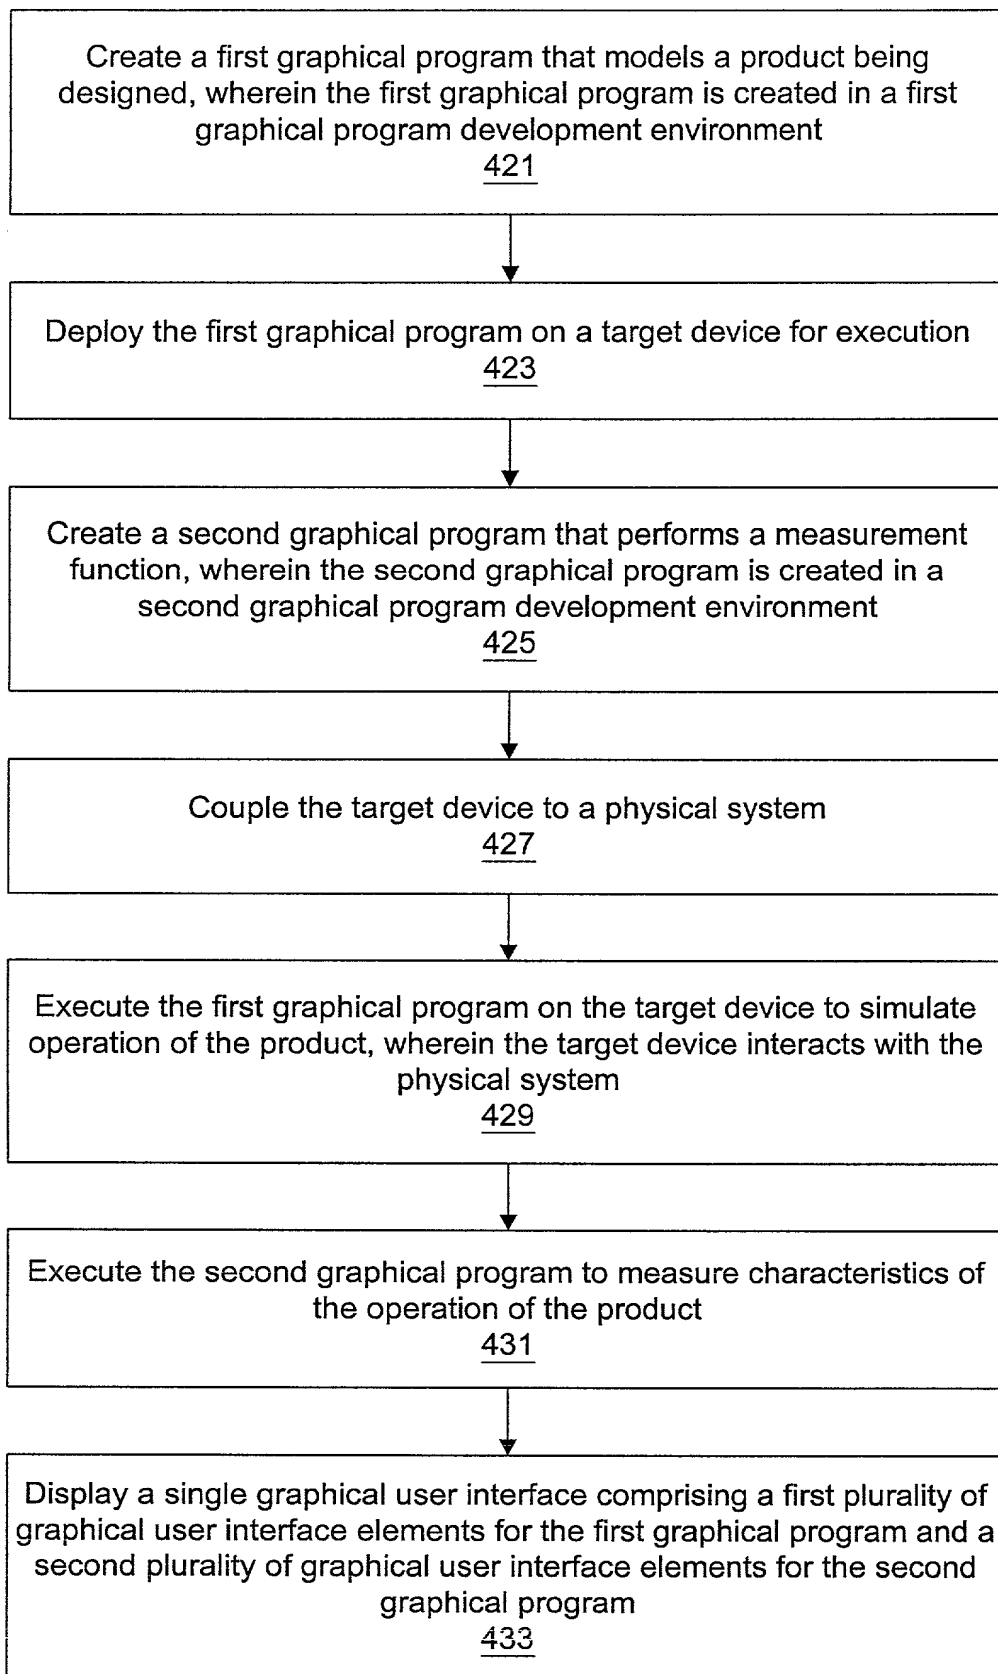 Create a first graphical program that models a product being
designed, wherein the first graphical program is created in a first
graphical program development environment
421
Deploy the first graphical program on a target device for execution
423
Create a second graphical program that performs a measurement
function, wherein the second graphical program is created in a
second graphical program development environment
425
Couple the target device to a physical system
427
Execute the first graphical program on the target device to simulate
operation of the product, wherein the target device interacts with the
physical system
429
Execute the second graphical program to measure characteristics of
the operation of the product
431
Display a single graphical user interface comprising a first plurality of
graphical user interface elements for the first graphical program and a
second plurality of graphical user interface elements for the second
graphical program
433